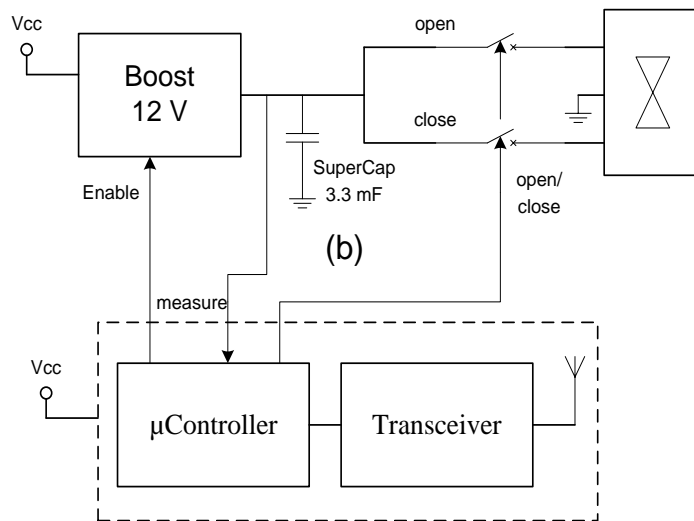 Vcc
Boost
12 V
open
close
SuperCap
3.3 mF
open/
close
Enable
(b)
measure
Vcc
µController
Transceiver